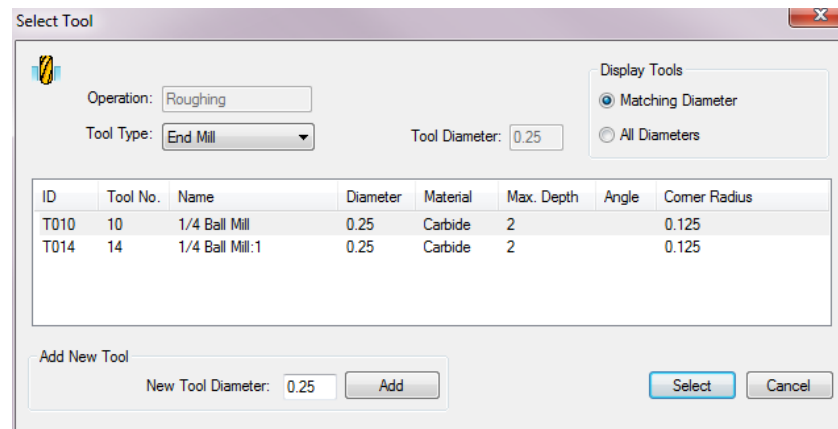 Select Tool
x
Display Tools
Operation: Roughing
Matching Diameter
Tool Type: End Mill
Tool Diameter: 0.25
All Diameters
ID Tool No. Name Diameter Material Max. Depth Angle Corner Radius
T010 10 1/4 Ball Mill 0.25 Carbide 2 0.125
T014 14 1/4 Ball Mill:1 0.25 Carbide 2 0.125
Add New Tool
New Tool Diameter: 0.25 Add Select Cancel